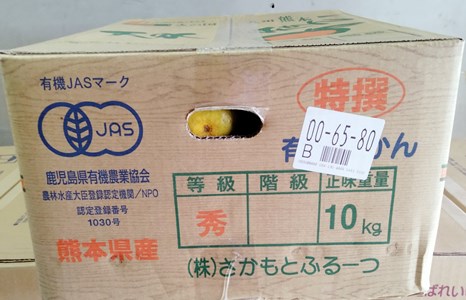 有機JASマーク
特撰
JAS
00-65-80
B
有
かん
鹿児島県有機農業協会
農林水産大臣登録認定機関/NPO
認定登録番号
1030号
等級
階級
正味重量
秀
10kg
熊本県産
(株)さかもとふるーつ
ばれい